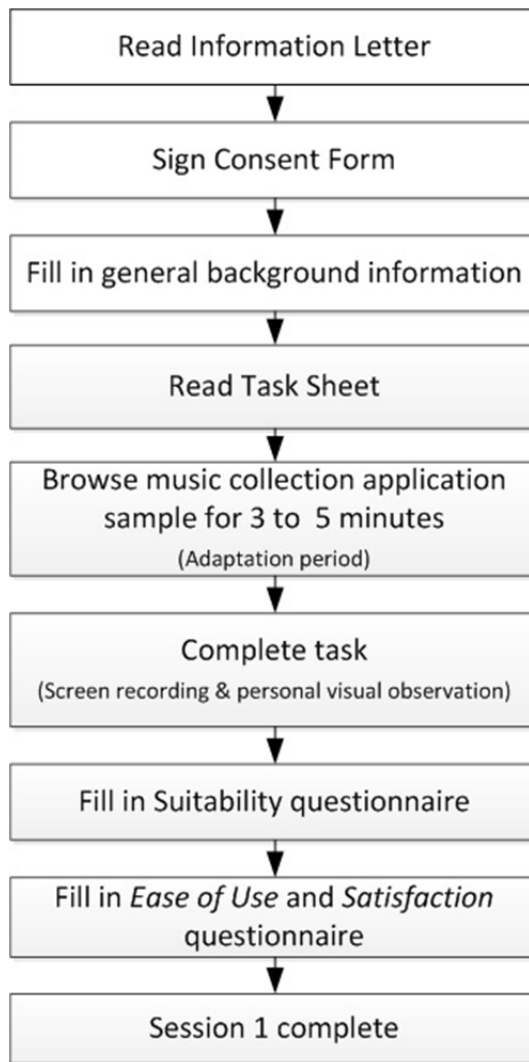 Read Information Letter
Sign Consent Form
Fill in general background information
Read Task Sheet
Browse music collection application
sample for 3 to 5 minutes
(Adaptation period)
Complete task
(Screen recording & personal visual observation)
Fill in Suitability questionnaire
Fill in Ease of Use and Satisfaction
questionnaire
Session 1 complete